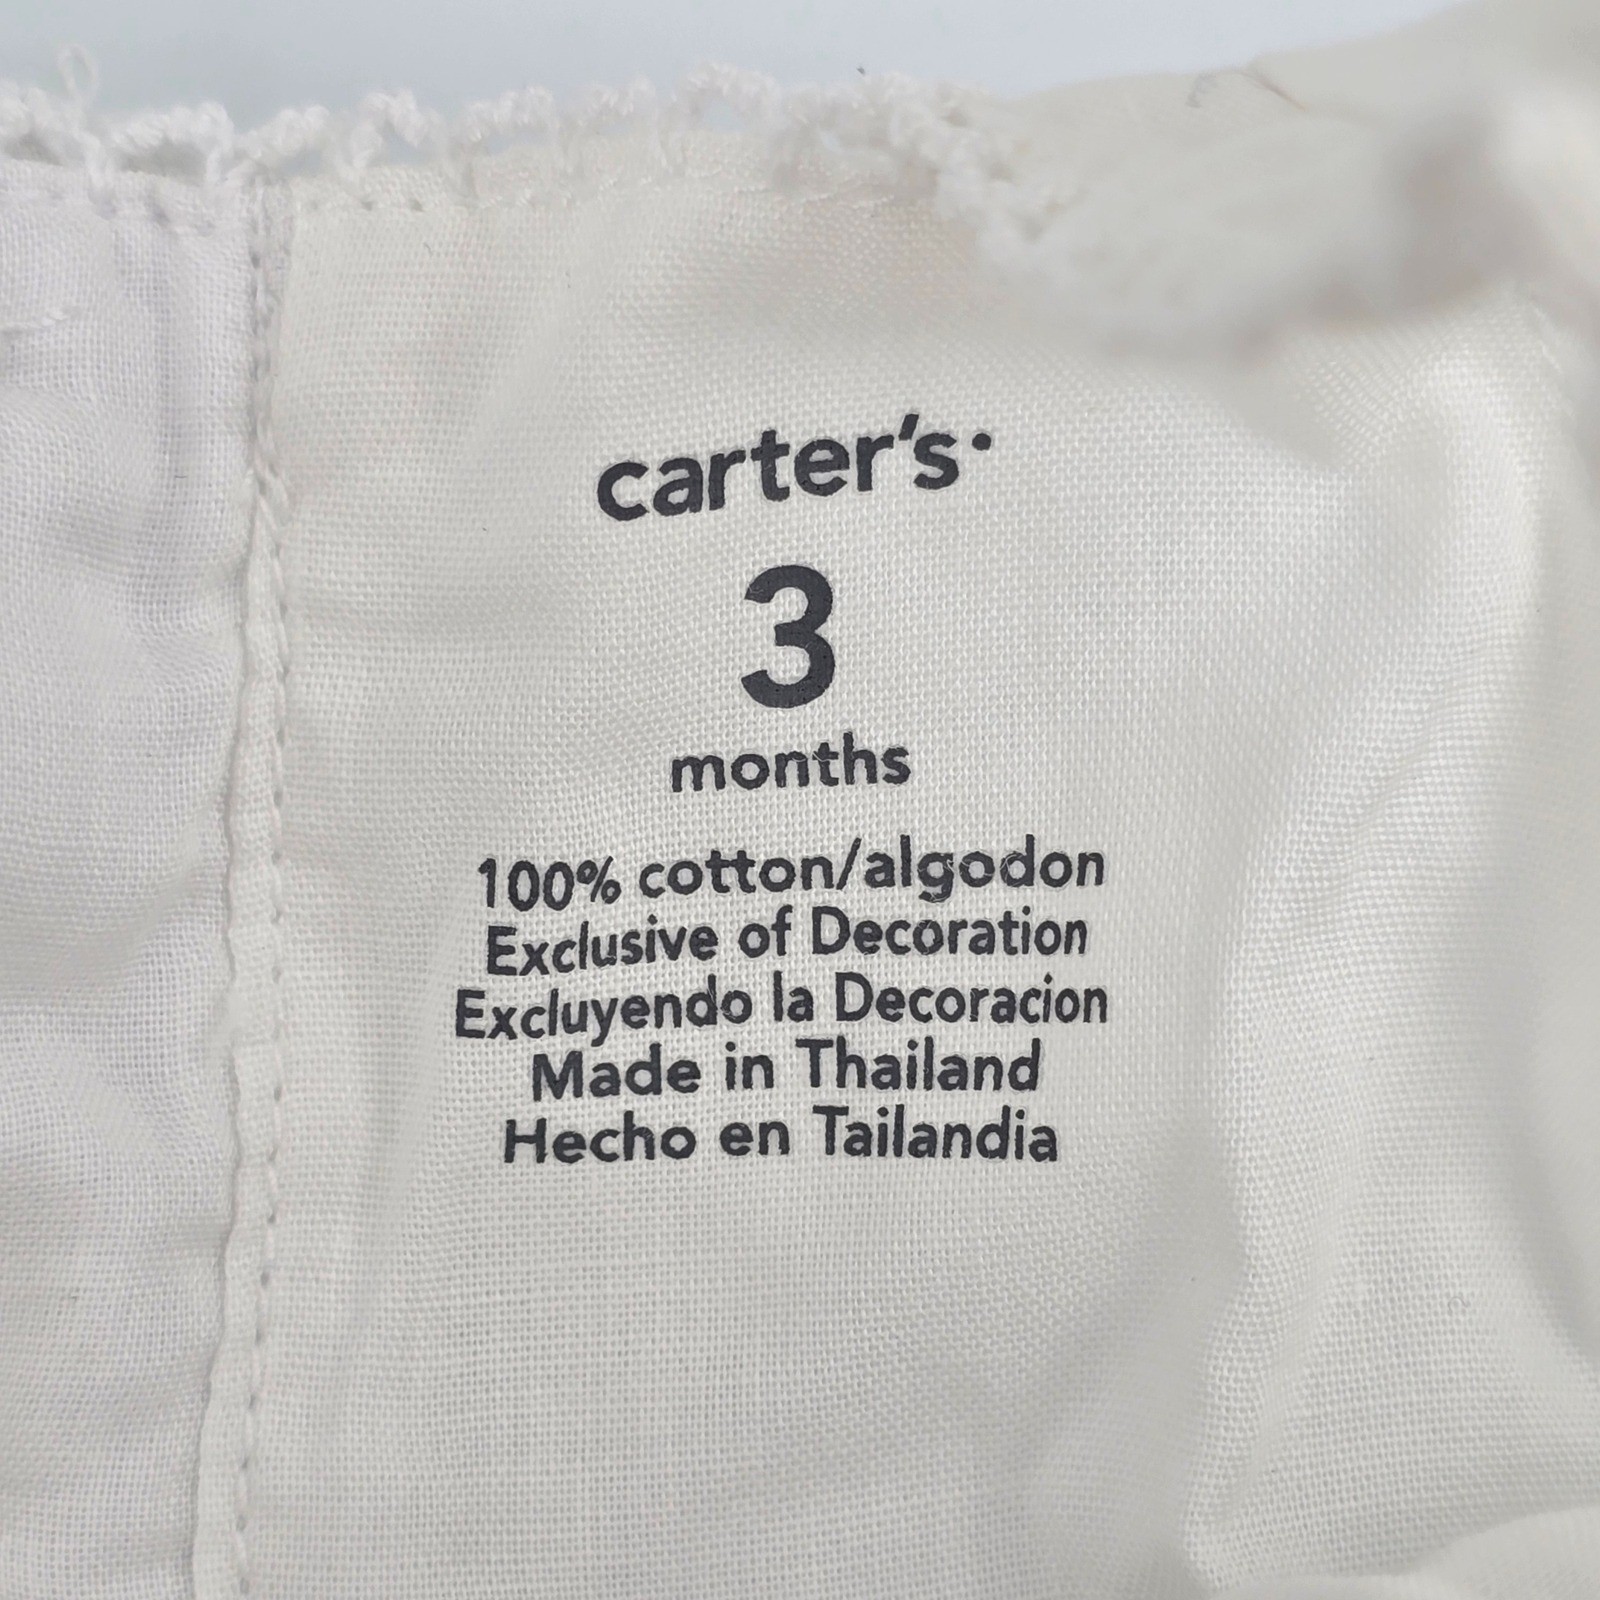 carter's
3
months
100% cotton/algodon
Exclusive of Decoration
Excluyendo la Decoracion
Made in Thailand
Hecho en Tailandia